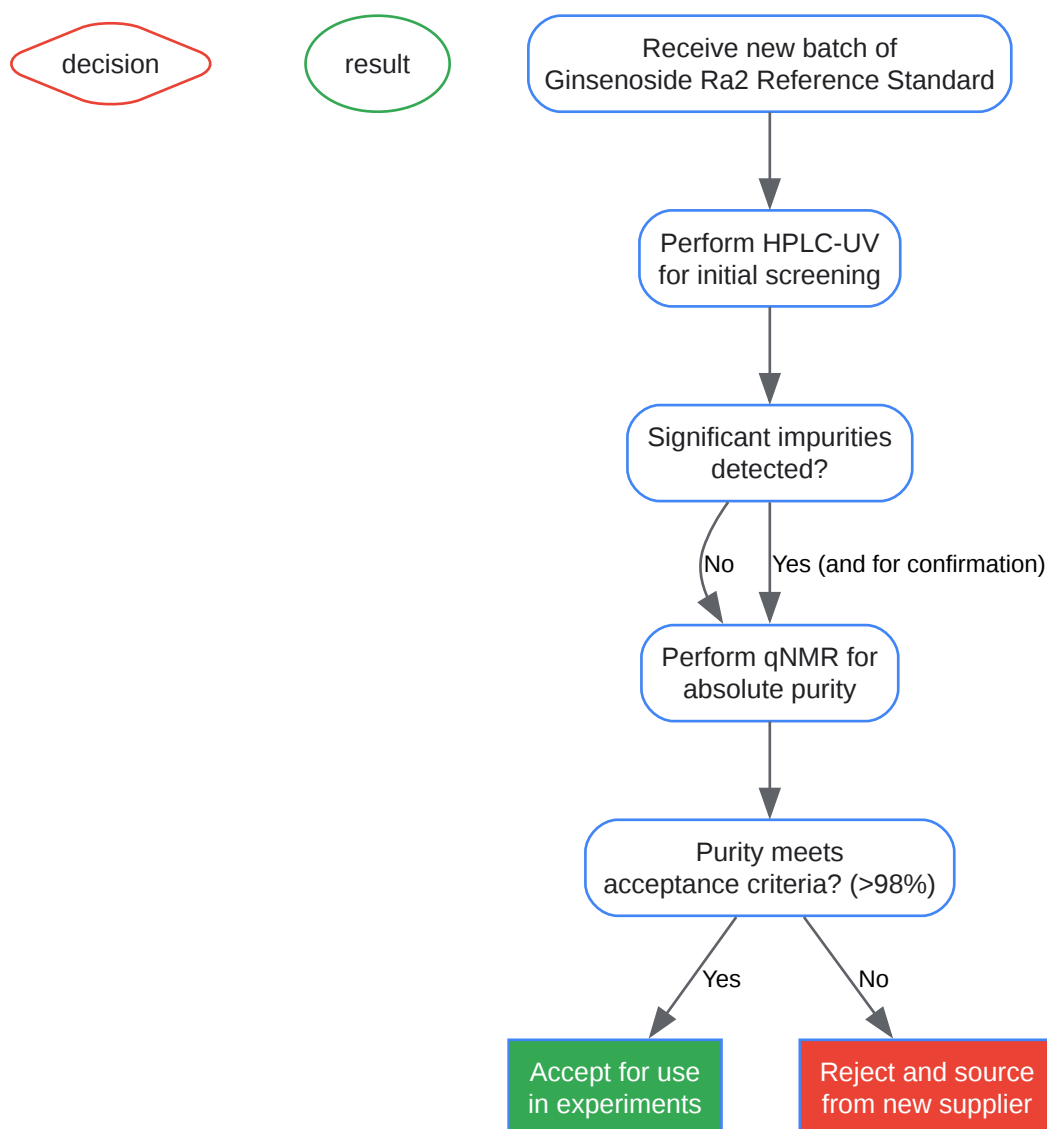 decision
result
Receive new batch of
Ginsenoside Ra2 Reference Standard
Perform HPLC-UV
for initial screening
Significant impurities
detected?
No
Yes (and for confirmation)
Perform qNMR for
absolute purity
Purity meets
acceptance criteria? (>98%)
Yes
No
Accept for use
in experiments
Reject and source
from new supplier